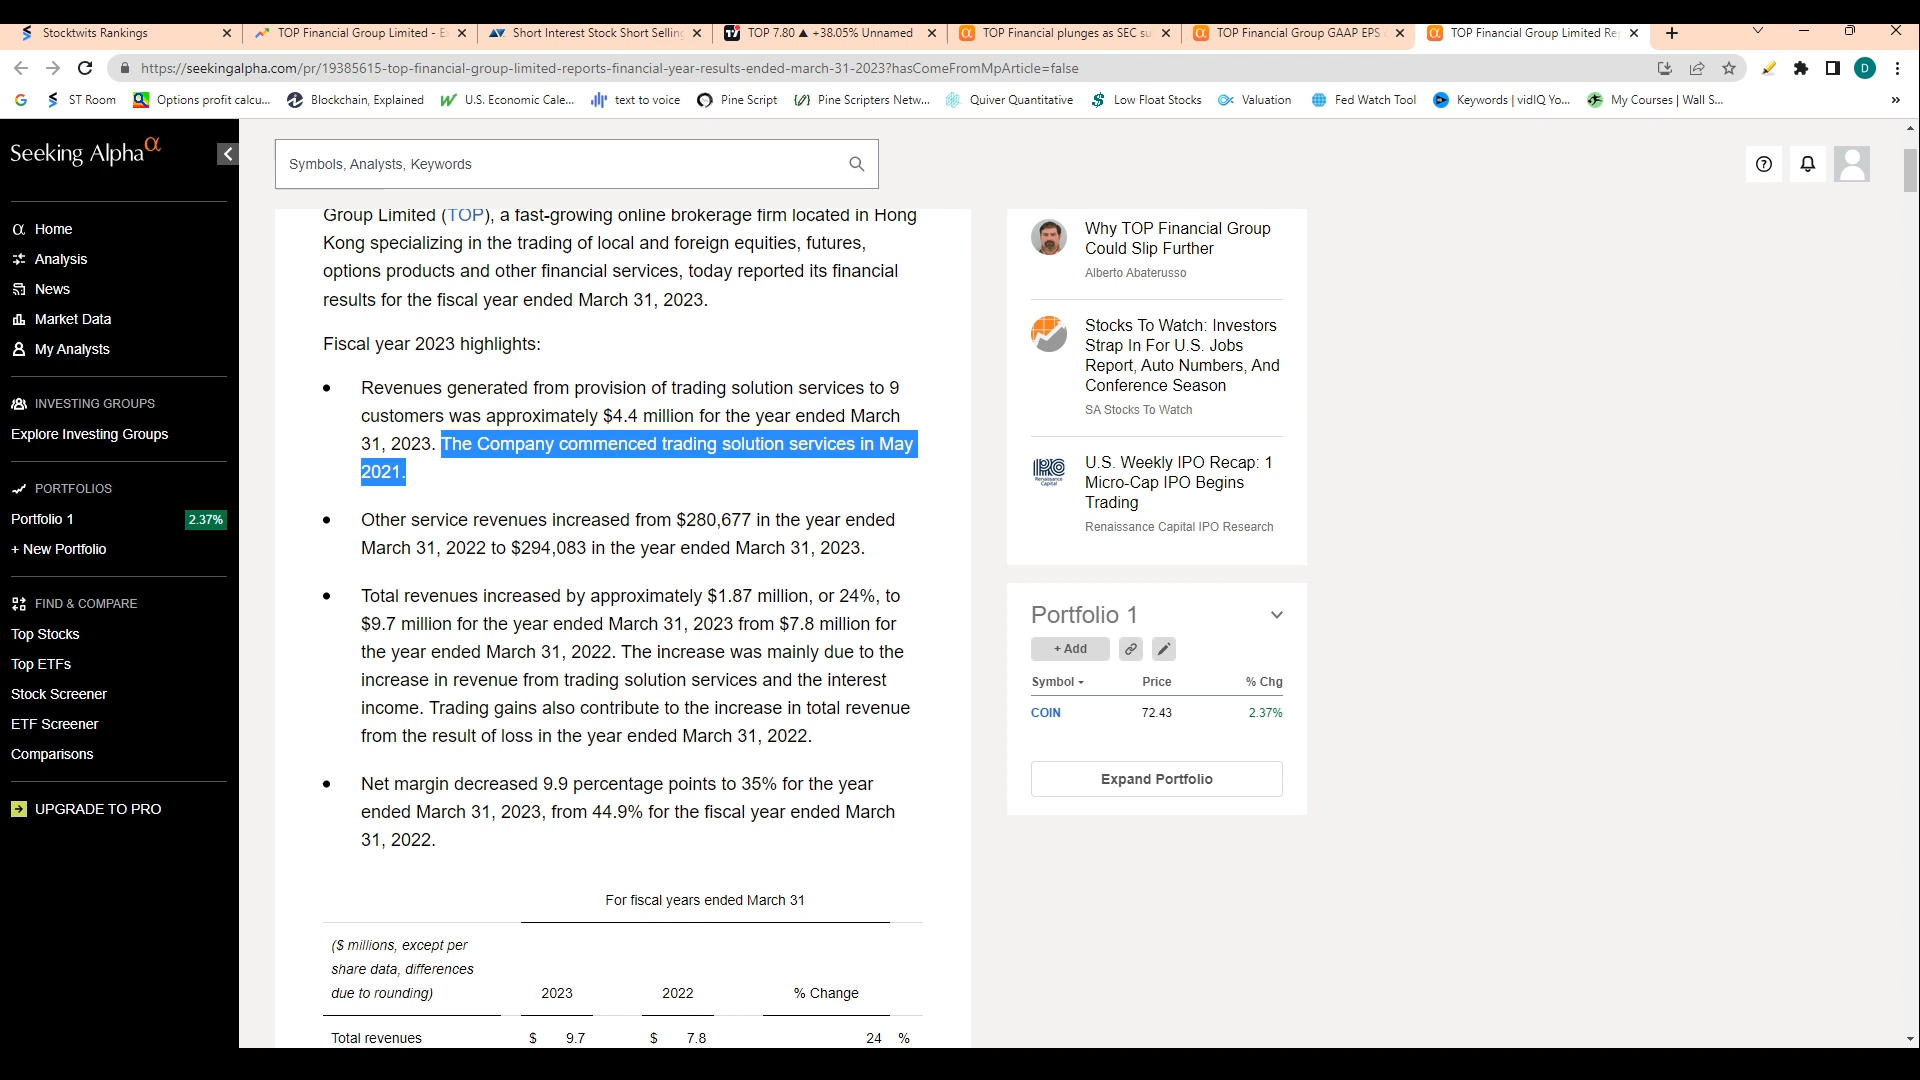 Stocktwits Rankings
TOP Financial Group Limited - E
Short Interest Stock Short Selling
TOP 7.80 ▲ +38.05% Unnamed
TOP Financial plunges as SEC su
TOP Financial Group GAAP EPS
TOP Financial Group Limited Re
https://seekingalpha.com/pr/19385615-top-financial-group-limited-reports-financial-year-results-ended-march-31-2023?hasComeFromMpArticle=false
D
ST Room
Options profit calcu...
Blockchain, Explained
U.S. Economic Cale...
text to voice
Pine Script
Pine Scripters Netw...
Quiver Quantitative
Low Float Stocks
Valuation
Fed Watch Tool
Keywords | vidIQ Yo...
My Courses | Wall S...
»
Seeking Alpha α
Symbols, Analysts, Keywords
Home
Analysis
News
Market Data
My Analysts
INVESTING GROUPS
Explore Investing Groups
PORTFOLIOS
Portfolio 1 2.37%
+ New Portfolio
FIND & COMPARE
Top Stocks
Top ETFs
Stock Screener
ETF Screener
Comparisons
UPGRADE TO PRO
Group Limited (TOP), a fast-growing online brokerage firm located in Hong
Kong specializing in the trading of local and foreign equities, futures,
options products and other financial services, today reported its financial
results for the fiscal year ended March 31, 2023.
Fiscal year 2023 highlights:
• Revenues generated from provision of trading solution services to 9
customers was approximately $4.4 million for the year ended March
31, 2023. The Company commenced trading solution services in May
2021.
• Other service revenues increased from $280,677 in the year ended
March 31, 2022 to $294,083 in the year ended March 31, 2023.
• Total revenues increased by approximately $1.87 million, or 24%, to
$9.7 million for the year ended March 31, 2023 from $7.8 million for
the year ended March 31, 2022. The increase was mainly due to the
increase in revenue from trading solution services and the interest
income. Trading gains also contribute to the increase in total revenue
from the result of loss in the year ended March 31, 2022.
• Net margin decreased 9.9 percentage points to 35% for the year
ended March 31, 2023, from 44.9% for the fiscal year ended March
31, 2022.
For fiscal years ended March 31
($ millions, except per
share data, differences
due to rounding) 2023 2022 % Change
Total revenues $ 9.7 $ 7.8 24 %
Why TOP Financial Group
Could Slip Further
Alberto Abaterusso
Stocks To Watch: Investors
Strap In For U.S. Jobs
Report, Auto Numbers, And
Conference Season
SA Stocks To Watch
IPO
Renaissance
Capital
U.S. Weekly IPO Recap: 1
Micro-Cap IPO Begins
Trading
Renaissance Capital IPO Research
Portfolio 1
+ Add
Symbol Price % Chg
COIN 72.43 2.37%
Expand Portfolio